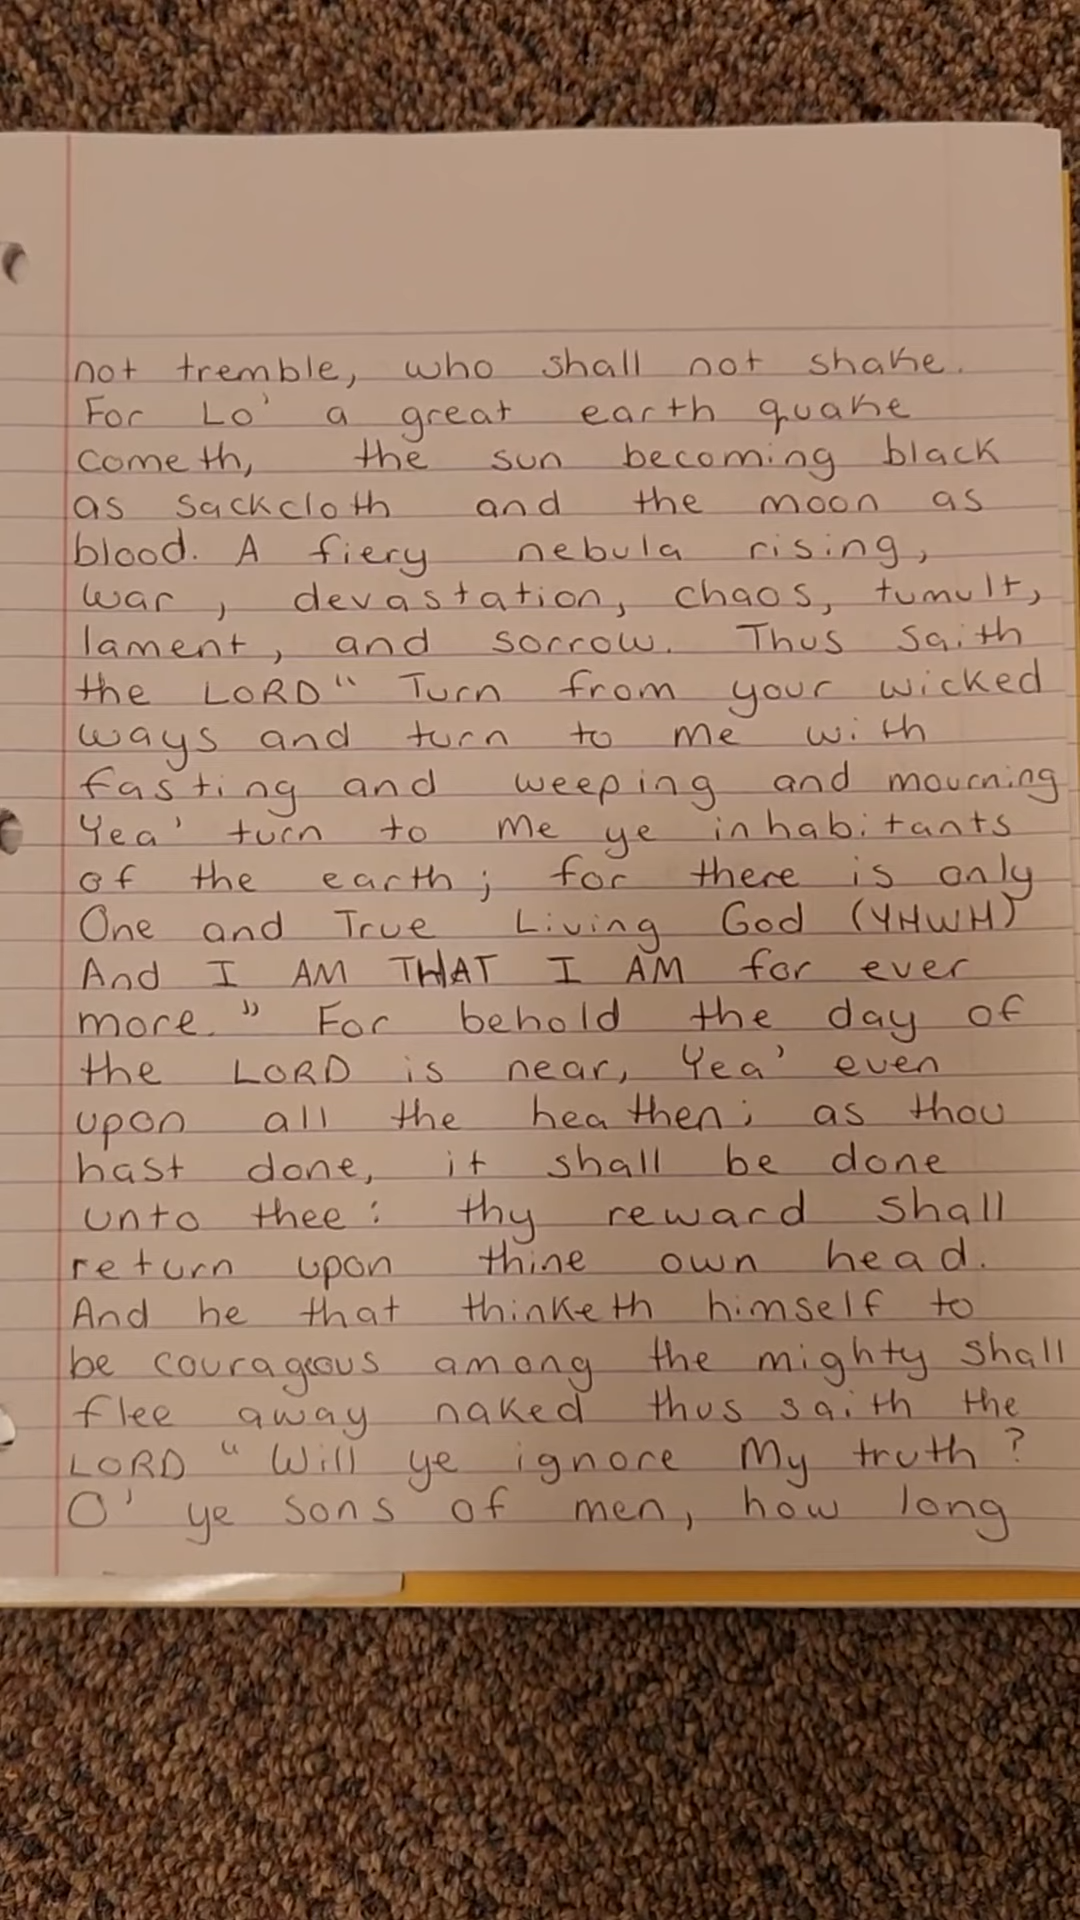 not tremble, who shall not shake.
For Lo' a great earth quake
cometh, the sun becoming black
as sackcloth and the moon as
blood. A fiery nebula rising,
war, devastation, chaos, tumult,
lament, and sorrow. Thus saith
the LORD "Turn from your wicked
ways and turn to me with
fasting and weeping and mourning
Yea' turn to me ye inhabitants
of the earth; for there is only
One and True Living God (YHWH)
And I AM THAT I AM for ever
more." For behold the day of
the LORD is near, Yea' even
upon all the heathen; as thou
hast done, it shall be done
unto thee: thy reward shall
return upon thine own head.
And he that thinketh himself to
be courageous among the mighty shall
flee away naked thus saith the
LORD "Will ye ignore My truth?
O' ye sons of men, how long